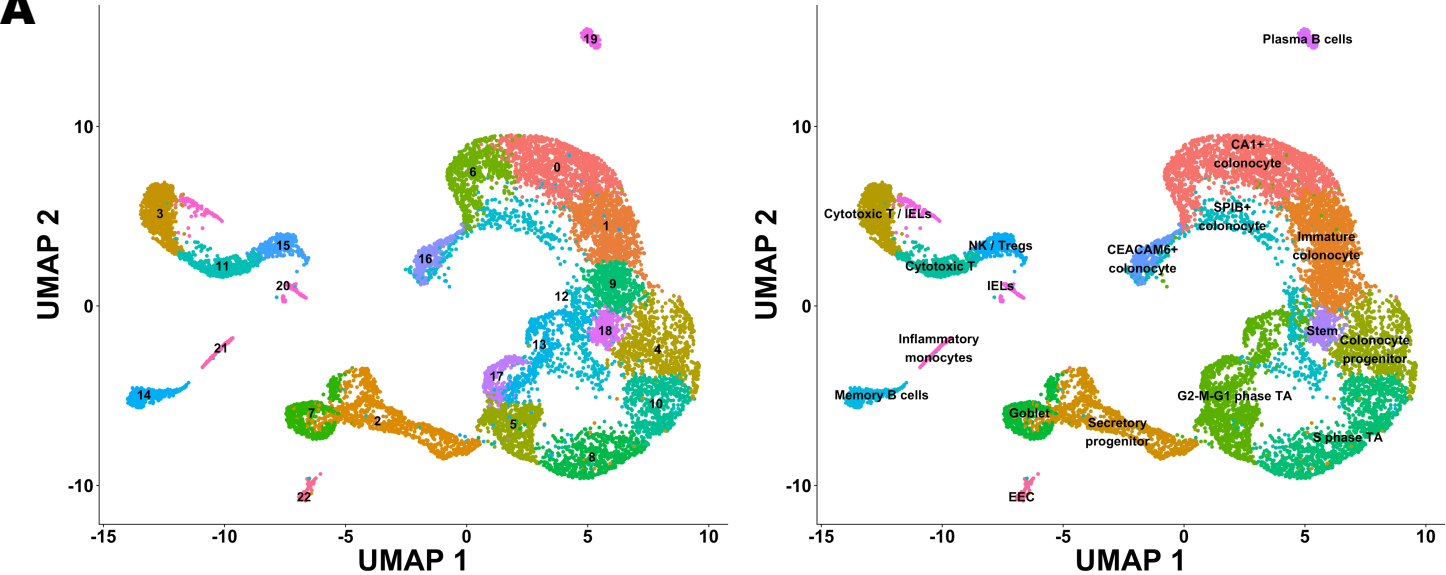 A
19
10
6
0
3
1
15
16
11
9
20
12
0
18
13
21
4
17
14
10
7
2
5
8
-10
22
-15
-10
-5
0
5
10
UMAP 1
UMAP 2
Plasma B cells
10
CA1+
colonocyte
Cytotoxic T / IELs
SPIB+
colonocyte
Immature
colonocyte
NK / Tregs
CEACAM6+
colonocyte
Cytotoxic T
IELs
0
Stem
Inflammatory
monocytes
Colonocyte
progenitor
Memory B cells
G2-M-G1 phase TA
Goblet
Secretory
progenitor
S phase TA
-10
EEC
-15
-10
-5
0
5
10
UMAP 1
UMAP 2